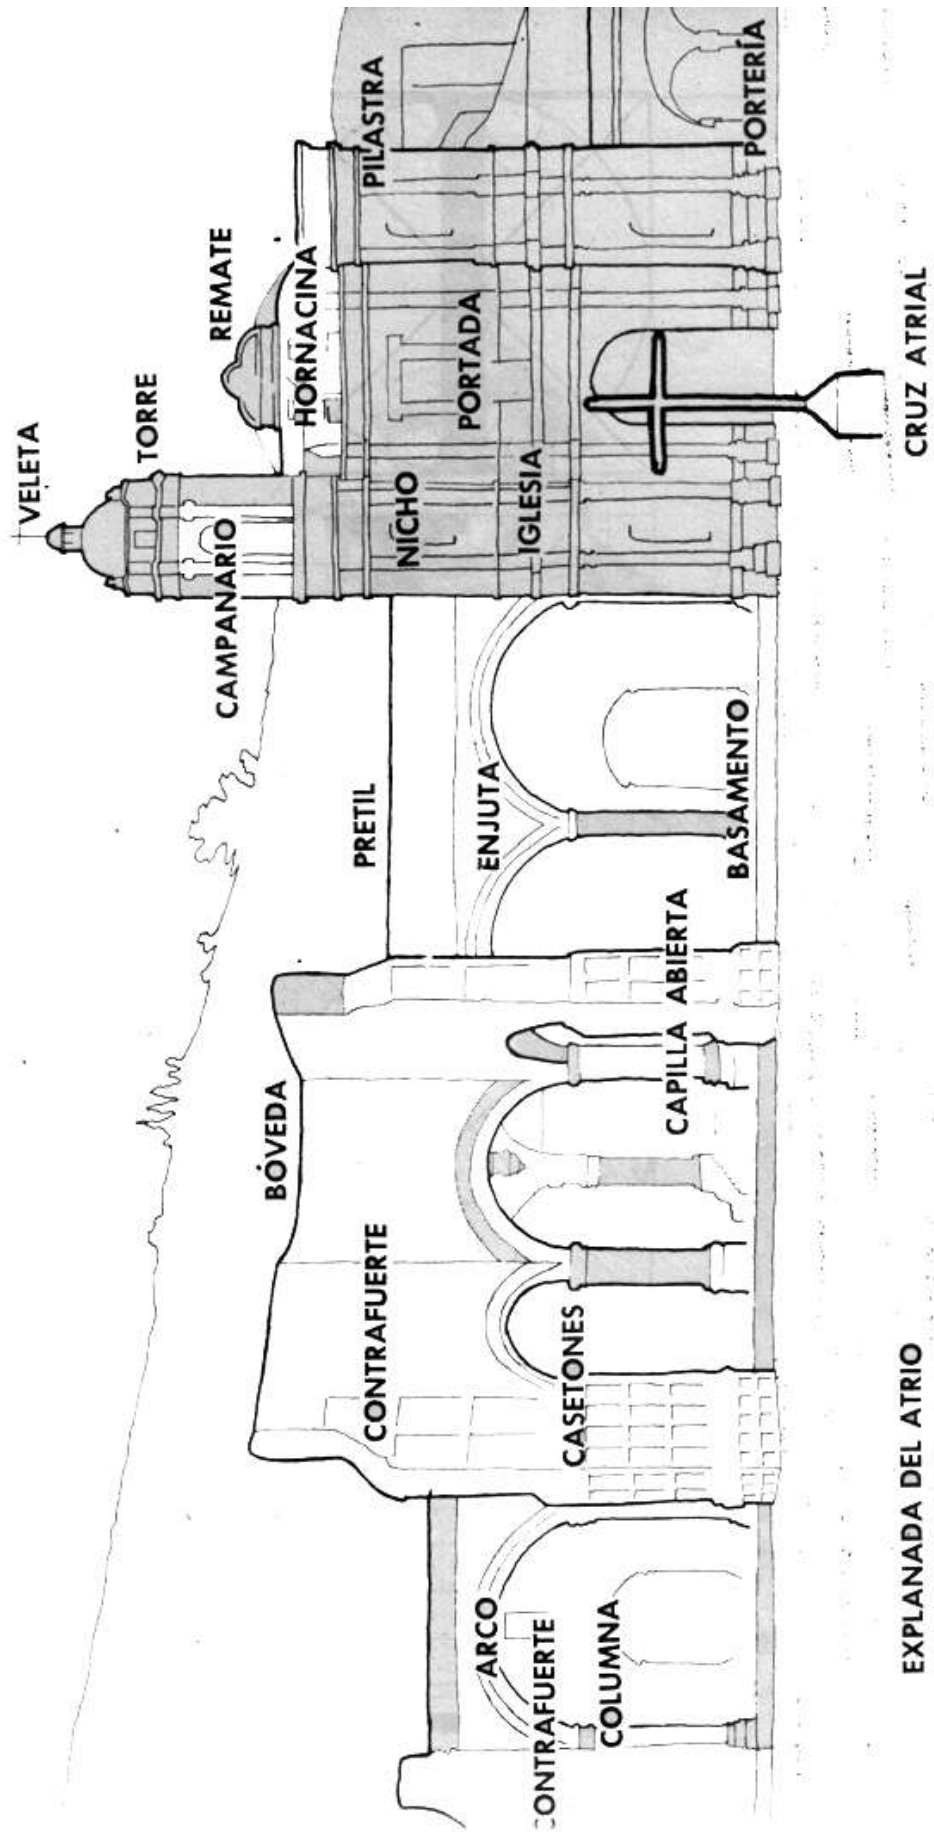 VELETA
TORRE
REMATE
CAMPANARIO
BÓVEDA
HORNACINA
CONTRAFUERTE
PRETIL
PILASTRA
NICHO
PORTADA
ARCO
ENJUTA
IGLESIA
CONTRAFUERTE
CASETONES
COLUMNA
CAPILLA ABIERTA
BASAMENTO
PORTERÍA
EXPLANADA DEL ATRIO
CRUZ ATRIAL